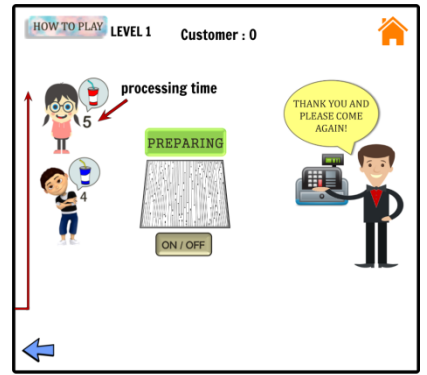 HOW TO PLAY
LEVEL 1
Customer : 0
processing time
5
THANK YOU AND
PLEASE COME
AGAIN!
PREPARING
4
ON / OFF